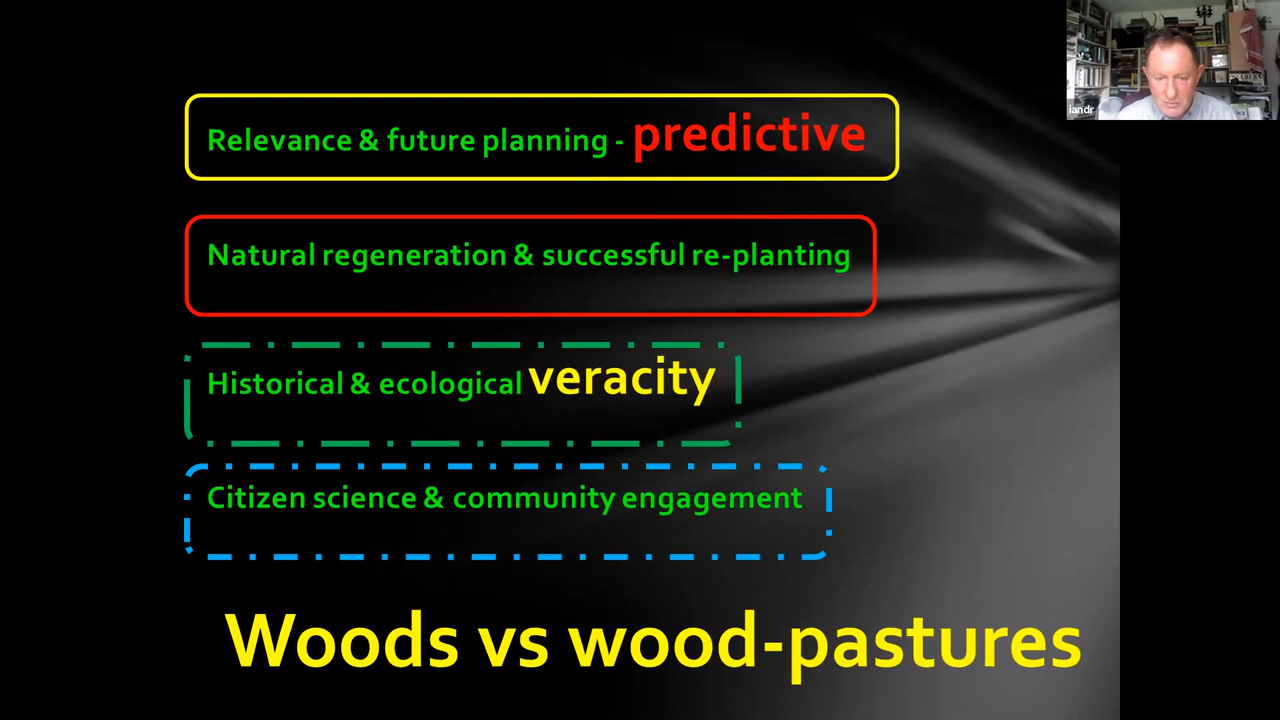 iandr
Relevance & future planning - predictive
Natural regeneration & successful re-planting
Historical & ecological veracity
Citizen science & community engagement
Woods vs wood-pastures